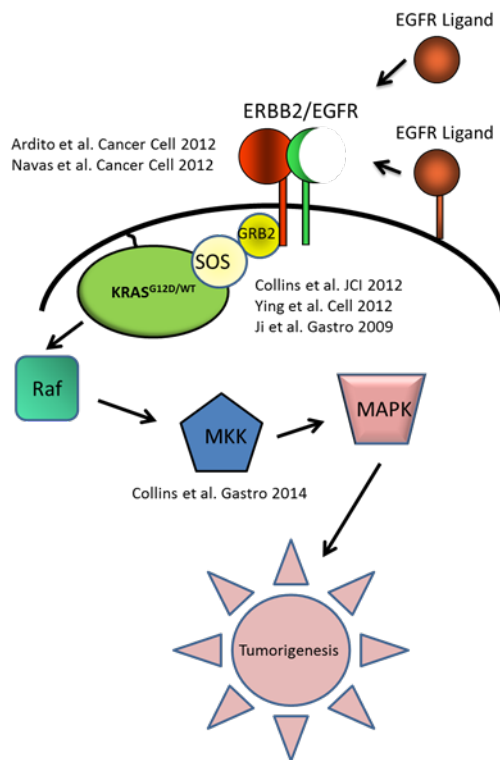 EGFR Ligand
ERBB2/EGFR
EGFR Ligand
Ardito et al. Cancer Cell 2012
Navas et al. Cancer Cell 2012
GRB2
SOS
KRASG12D/WT
Collins et al. JCI 2012
Ying et al. Cell 2012
Ji et al. Gastro 2009
Raf
MKK
MAPK
Collins et al. Gastro 2014
Tumorigenesis